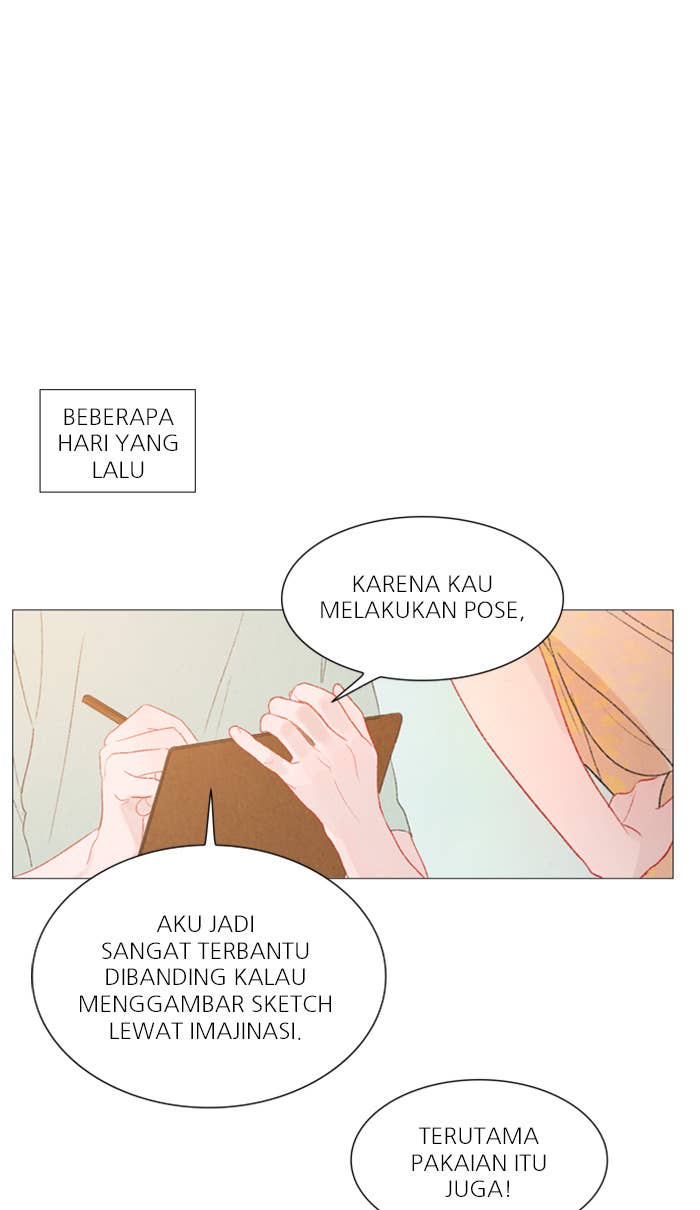 BEBERAPA
HARI YANG
LALU
KARENA KAU
MELAKUKAN POSE,
AKU JADI
SANGAT TERBANTU
DIBANDING KALAU
MENGGAMBAR SKETCH
LEWAT IMAJINASI.
TERUTAMA
PAKAIAN ITU
JUGA!